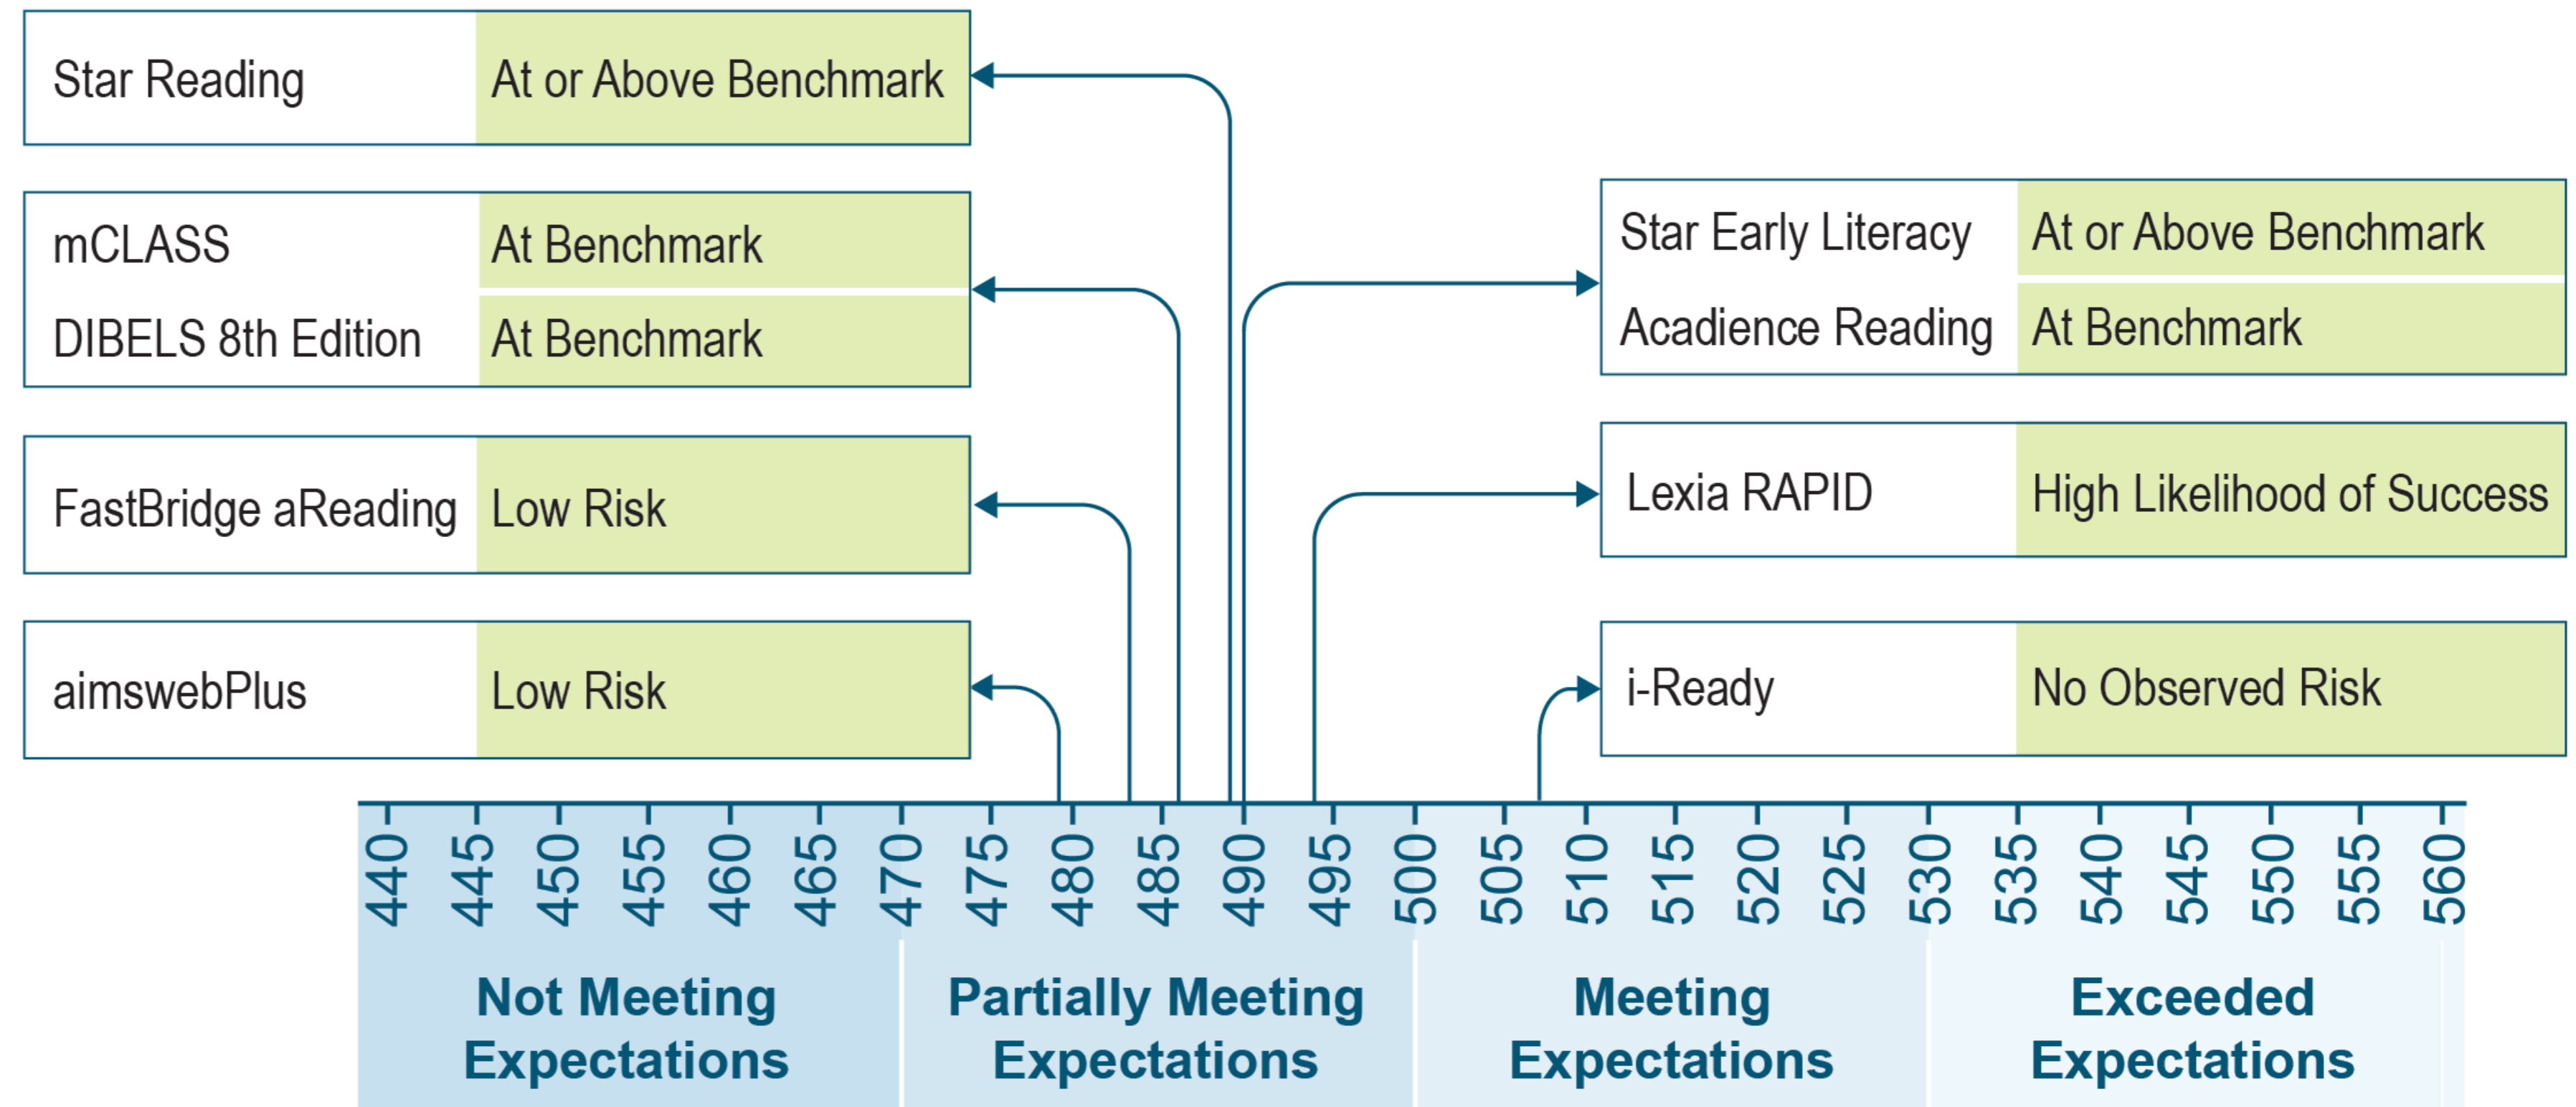 Star Reading At or Above Benchmark
mCLASS At Benchmark
DIBELS 8th Edition At Benchmark
FastBridge aReading Low Risk
aimswebPlus Low Risk
Star Early Literacy At or Above Benchmark
Acadience Reading At Benchmark
Lexia RAPID High Likelihood of Success
i-Ready No Observed Risk
440 445 450 455 460 465 470 475 480 485 490 495 500 505 510 515 520 525 530 535 540 545 550 555 560
Not Meeting
Expectations
Partially Meeting
Expectations
Meeting
Expectations
Exceeded
Expectations